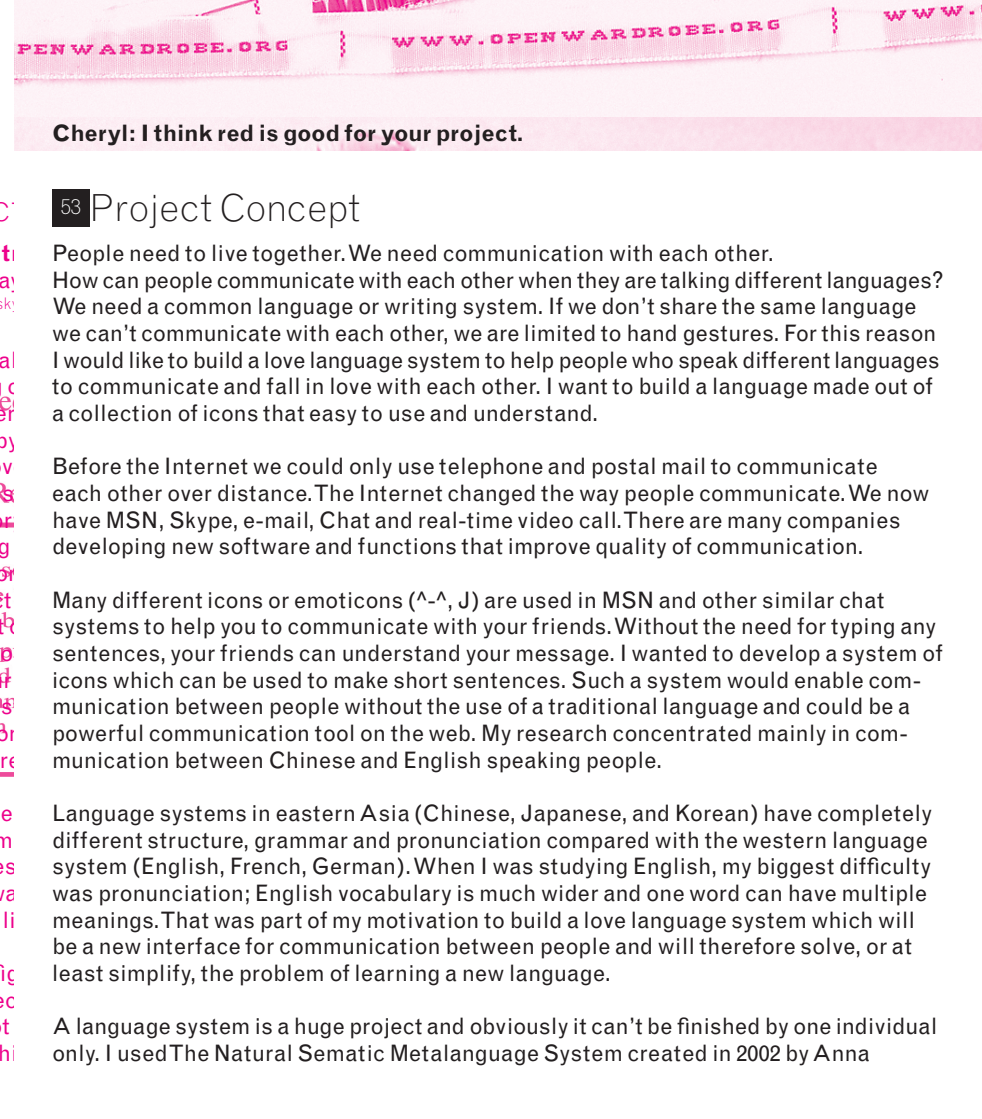 PENWARDROBE.ORG
WWW.OPENWARDROBE.ORG
WWW.
Cheryl: I think red is good for your project.
53 Project Concept
People need to live together. We need communication with each other.
How can people communicate with each other when they are talking different languages?
We need a common language or writing system. If we don't share the same language
we can't communicate with each other, we are limited to hand gestures. For this reason
I would like to build a love language system to help people who speak different languages
to communicate and fall in love with each other. I want to build a language made out of
a collection of icons that easy to use and understand.
Before the Internet we could only use telephone and postal mail to communicate
each other over distance. The Internet changed the way people communicate. We now
have MSN, Skype, e-mail, Chat and real-time video call. There are many companies
developing new software and functions that improve quality of communication.
Many different icons or emoticons (^-^, J) are used in MSN and other similar chat
systems to help you to communicate with your friends. Without the need for typing any
sentences, your friends can understand your message. I wanted to develop a system of
icons which can be used to make short sentences. Such a system would enable com-
munication between people without the use of a traditional language and could be a
powerful communication tool on the web. My research concentrated mainly in com-
munication between Chinese and English speaking people.
Language systems in eastern Asia (Chinese, Japanese, and Korean) have completely
different structure, grammar and pronunciation compared with the western language
system (English, French, German). When I was studying English, my biggest difficulty
was pronunciation; English vocabulary is much wider and one word can have multiple
meanings. That was part of my motivation to build a love language system which will
be a new interface for communication between people and will therefore solve, or at
least simplify, the problem of learning a new language.
A language system is a huge project and obviously it can't be finished by one individual
only. I used The Natural Sematic Metalanguage System created in 2002 by Anna